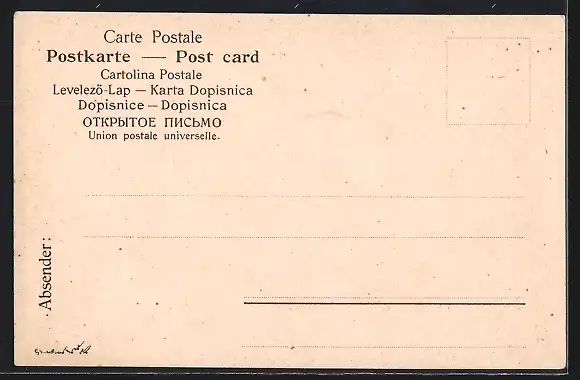 Carte Postale
Postkarte — Post card
Cartolina Postale
Levelező-Lap — Karta Dopisnica
Dopisnice — Dopisnica
ОТКРЫТОЕ ПИСЬМО
Union postale universelle.
Absender: